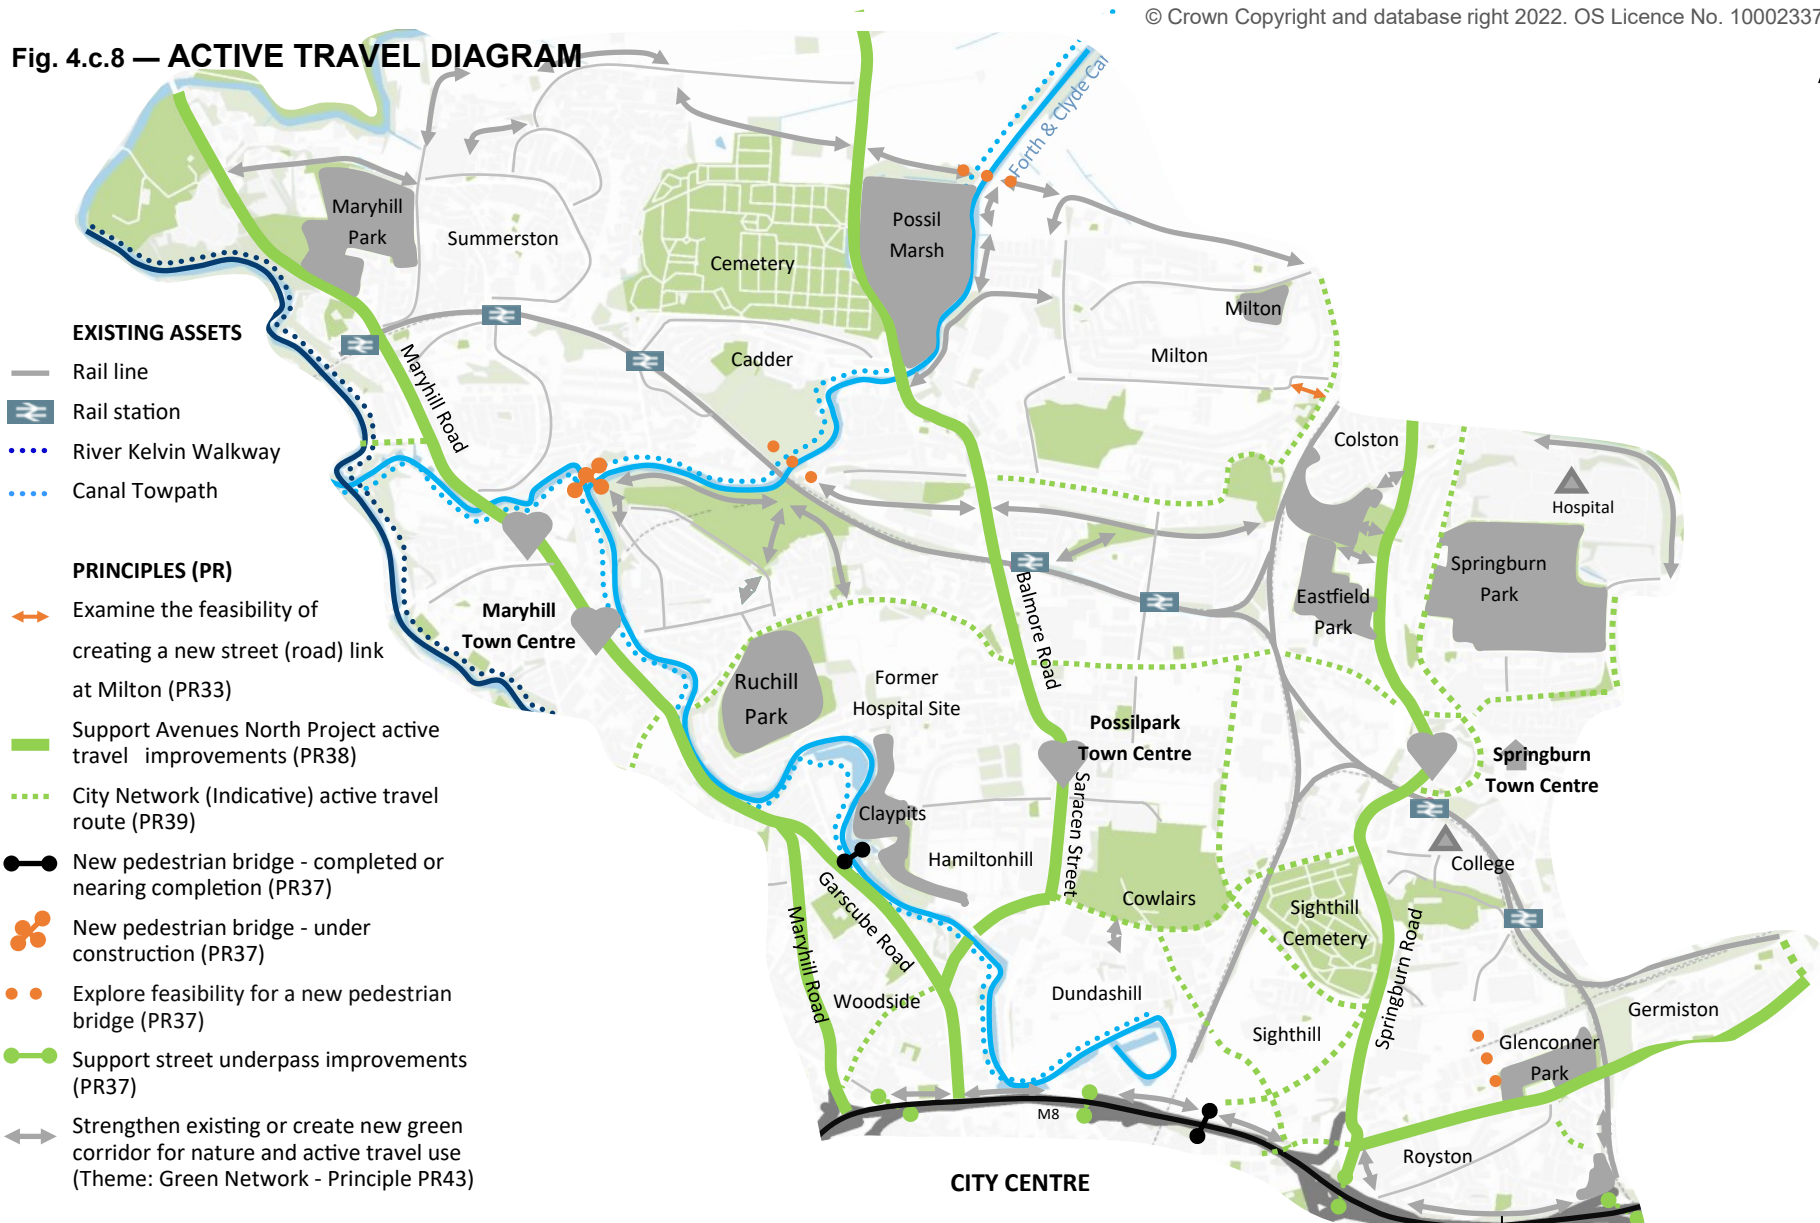 © Crown Copyright and database right 2022. OS Licence No. 10002337
Fig. 4.c.8 — ACTIVE TRAVEL DIAGRAM
Forth & Clyde Cal
Maryhill
Park
Summerston
Cemetery
Possil
Marsh
Milton
Milton
Cadder
Maryhill Road
Colston
Hospital
Springburn
Park
Eastfield
Park
Balmore Road
Maryhill
Town Centre
Ruchill
Park
Former
Hospital Site
Possilpark
Town Centre
Springburn
Town Centre
Saracen Street
Claypits
Hamiltonhill
College
Cowlairs
Sighthill
Cemetery
Garscube Road
Maryhill Road
Springburn Road
Woodside
Dundashill
Sighthill
Germiston
Glenconner
Park
M8
Royston
CITY CENTRE
EXISTING ASSETS
Rail line
Rail station
River Kelvin Walkway
Canal Towpath
PRINCIPLES (PR)
Examine the feasibility of
creating a new street (road) link
at Milton (PR33)
Support Avenues North Project active
travel improvements (PR38)
City Network (Indicative) active travel
route (PR39)
New pedestrian bridge - completed or
nearing completion (PR37)
New pedestrian bridge - under
construction (PR37)
Explore feasibility for a new pedestrian
bridge (PR37)
Support street underpass improvements
(PR37)
Strengthen existing or create new green
corridor for nature and active travel use
(Theme: Green Network - Principle PR43)